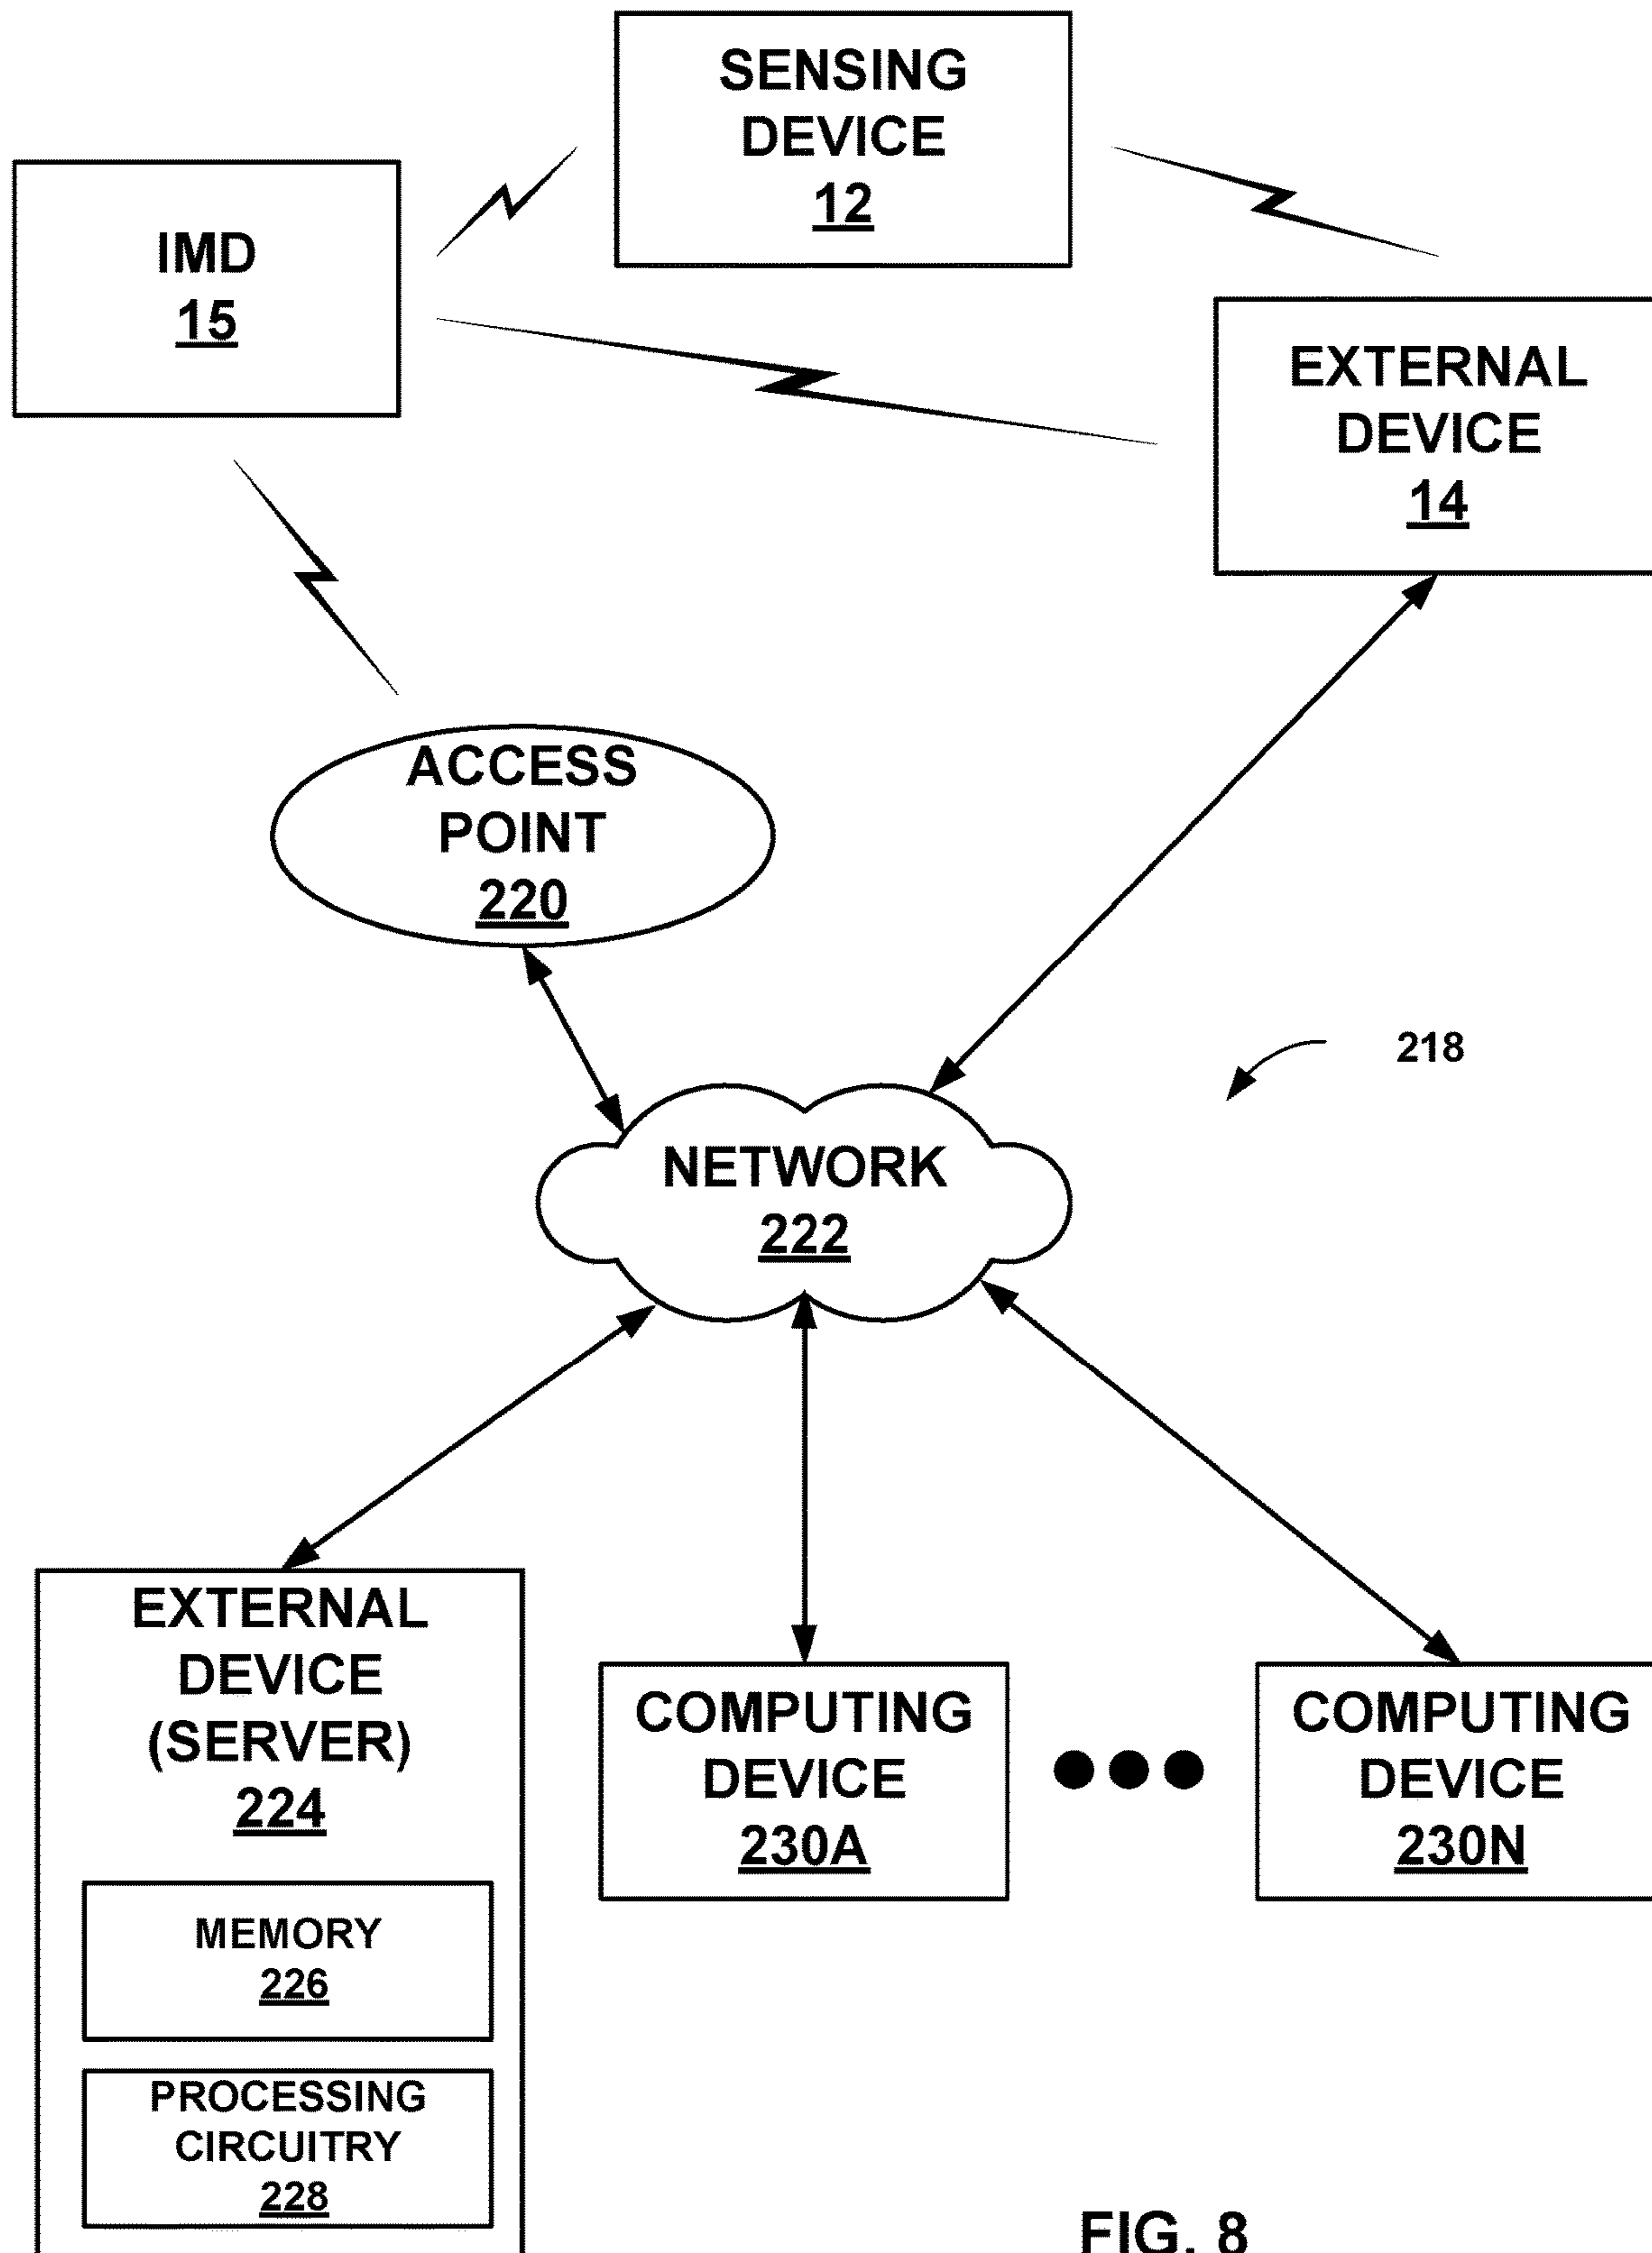 SENSING
DEVICE
12
IMD
15
EXTERNAL
DEVICE
14
ACCESS
POINT
220
218
NETWORK
222
EXTERNAL
DEVICE
(SERVER)
224
MEMORY
226
PROCESSING
CIRCUITRY
228
COMPUTING
DEVICE
230A
COMPUTING
DEVICE
230N
FIG. 8